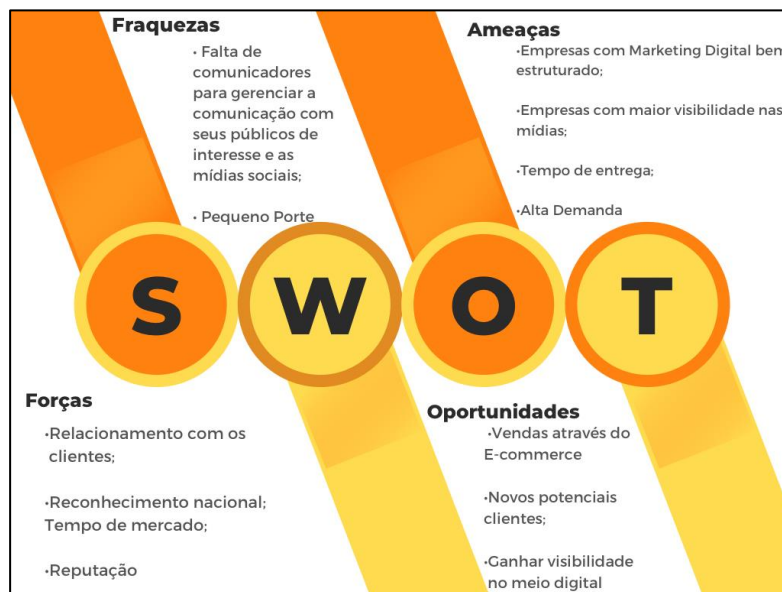 Fraquezas
• Falta de
comunicadores
para gerenciar a
comunicação com
seus públicos de
interesse e as
mídias sociais;
• Pequeno Porte
Ameaças
•Empresas com Marketing Digital bem
estruturado;
•Empresas com maior visibilidade nas
mídias;
•Tempo de entrega;
•Alta Demanda
S W O T
Forças
•Relacionamento com os
clientes;
•Reconhecimento nacional;
Tempo de mercado;
•Reputação
Oportunidades
•Vendas através do
E-commerce
•Novos potenciais
clientes;
•Ganhar visibilidade
no meio digital